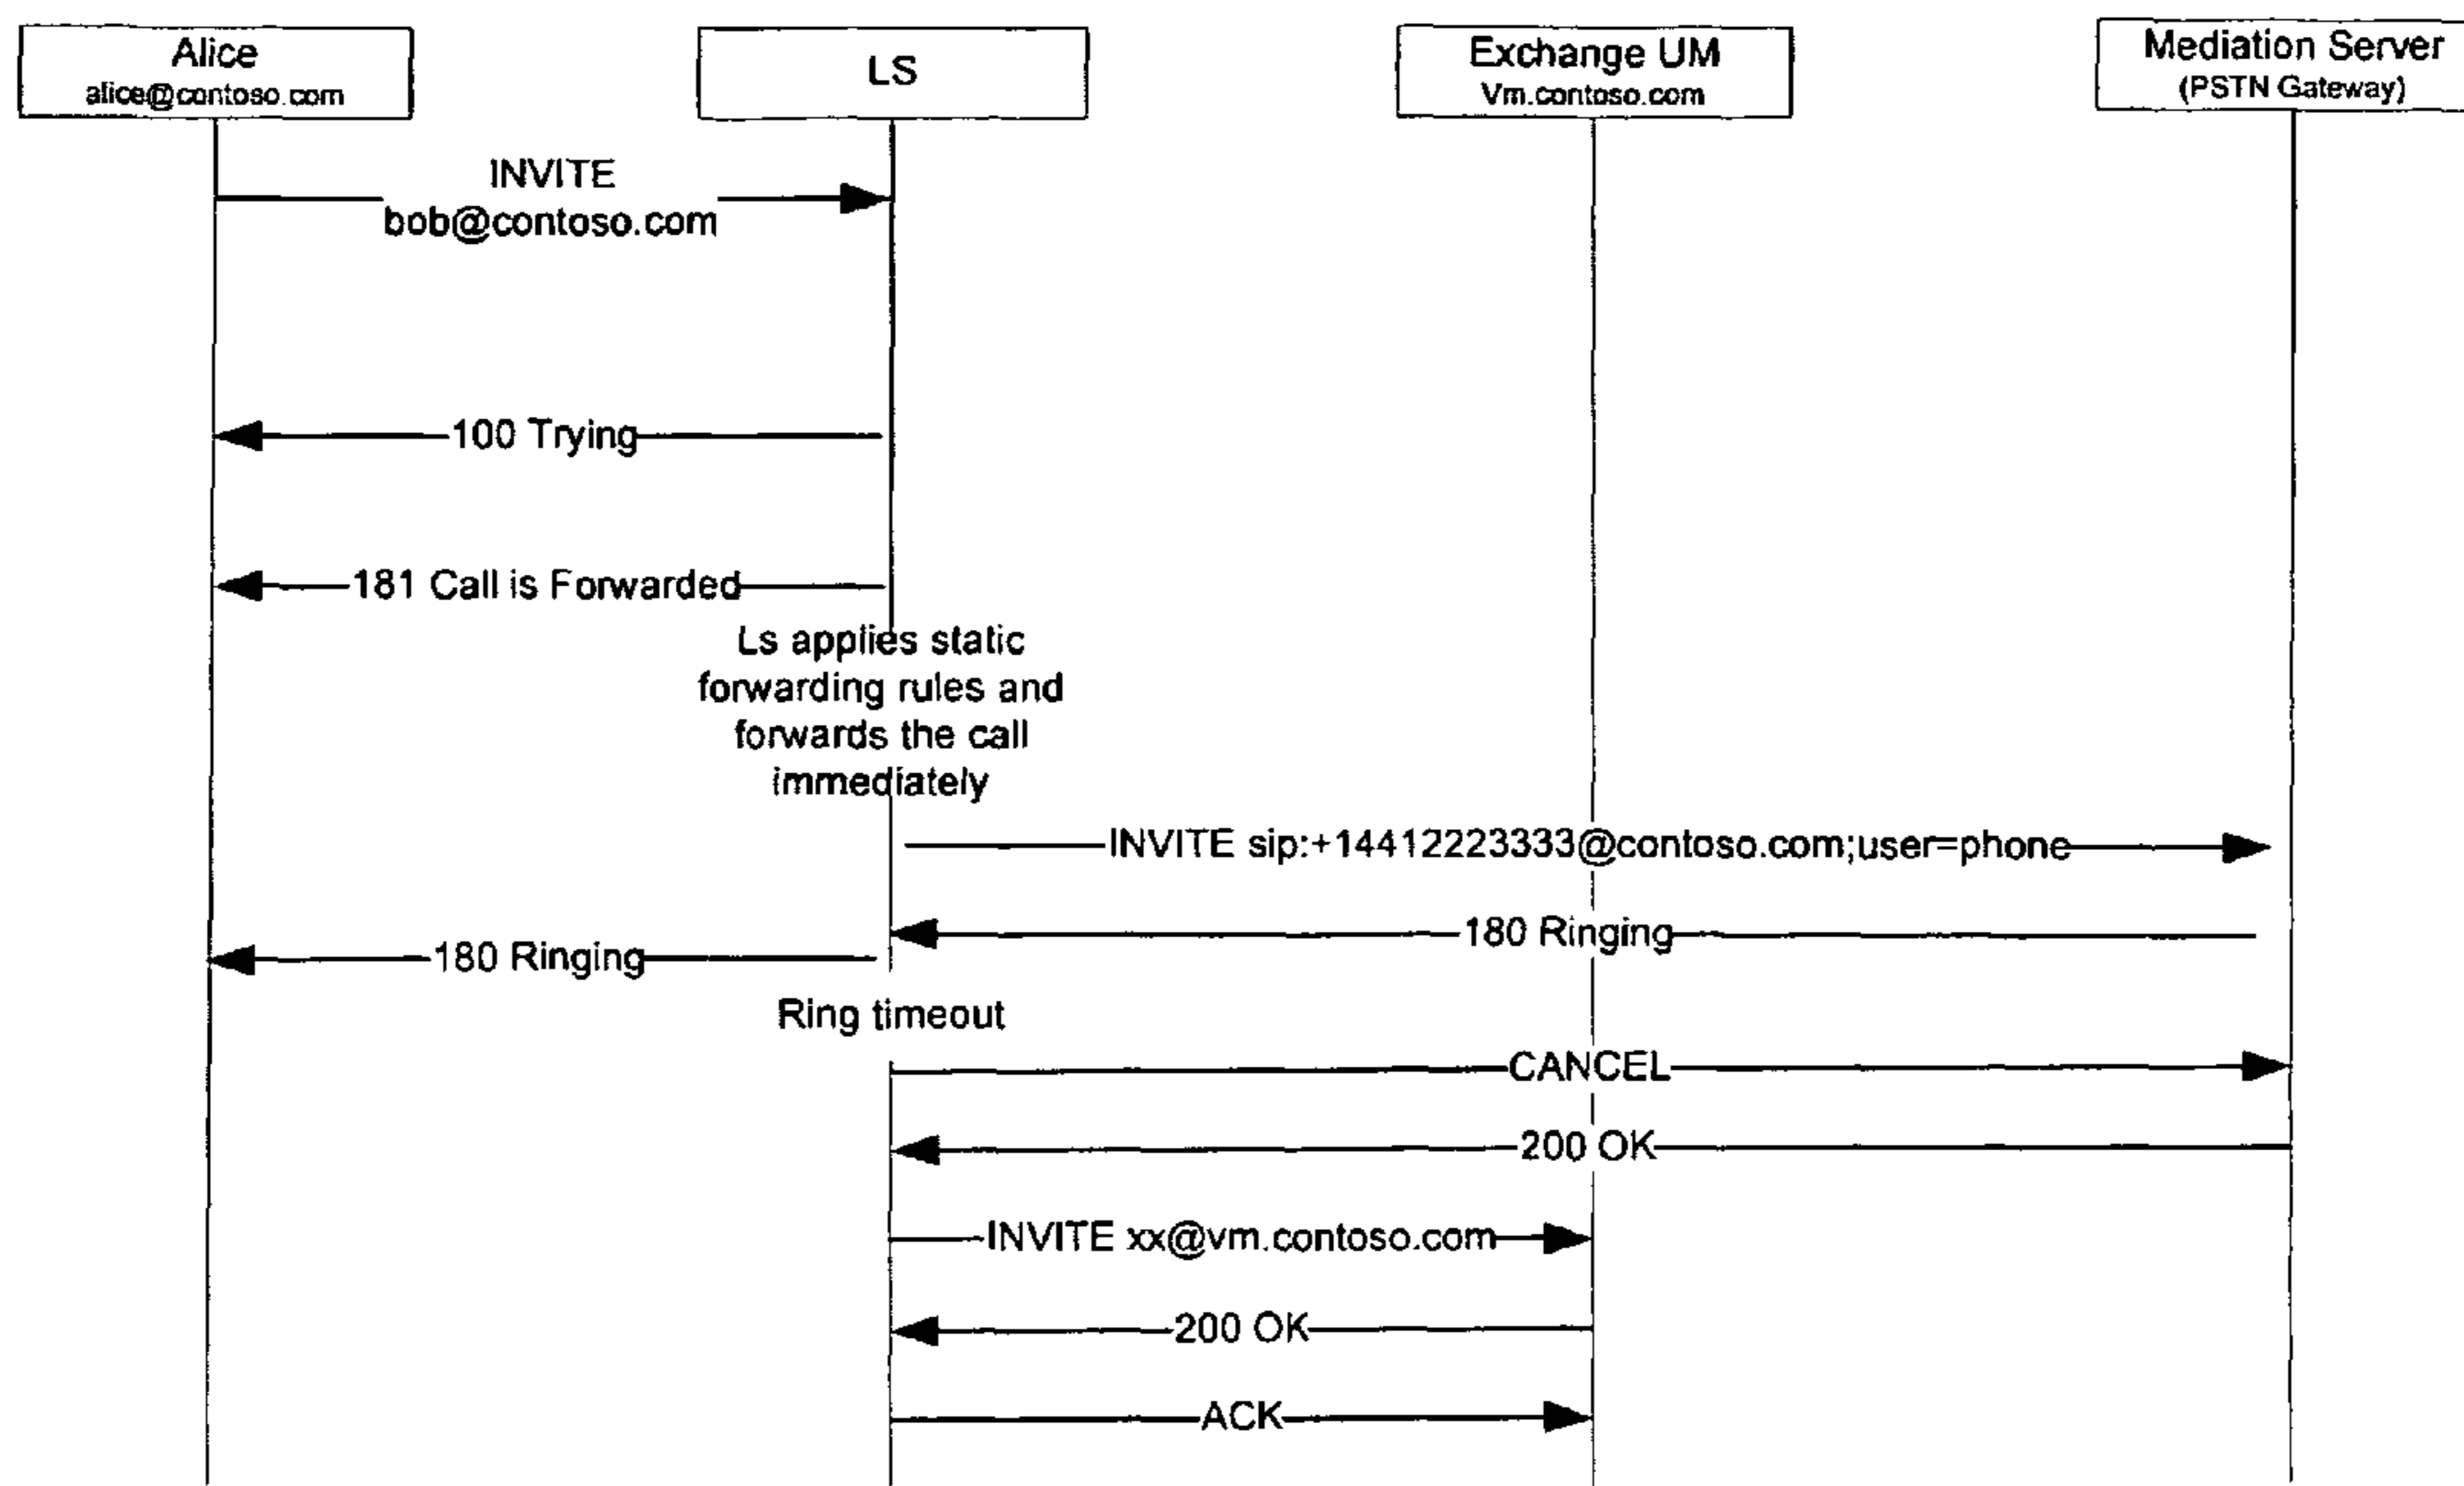 Alice
alice@contoso.com
LS
Exchange UM
Vm.contoso.com
Mediation Server
(PSTN Gateway)
INVITE
bob@contoso.com
100 Trying
181 Call is Forwarded
Ls applies static
forwarding rules and
forwards the call
immediately
INVITE sip:+14412223333@contoso.com;user=phone
180 Ringing
180 Ringing
Ring timeout
CANCEL
200 OK
INVITE xx@vm.contoso.com
200 OK
ACK